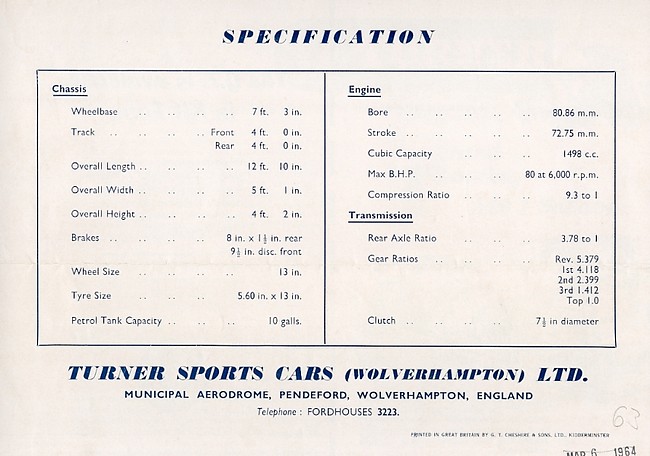 SPECIFICATION
Chassis
Wheelbase .. .. .. .. 7 ft. 3 in.
Track .. .. .. .. Front 4 ft. 0 in.
Rear 4 ft. 0 in.
Overall Length .. .. .. .. 12 ft. 10 in.
Overall Width .. .. .. .. 5 ft. 1 in.
Overall Height .. .. .. .. 4 ft. 2 in.
Brakes .. .. .. .. 8 in. x 1½ in. rear
9½ in. disc. front
Wheel Size .. .. .. .. 13 in.
Tyre Size .. .. .. 5.60 in. x 13 in.
Petrol Tank Capacity .. .. .. 10 galls.
Engine
Bore .. .. .. .. .. 80.86 m.m.
Stroke .. .. .. .. .. 72.75 m.m.
Cubic Capacity .. .. .. 1498 c.c.
Max B.H.P. .. .. .. 80 at 6,000 r.p.m.
Compression Ratio .. .. .. 9.3 to 1
Transmission
Rear Axle Ratio .. .. .. 3.78 to 1
Gear Ratios .. .. .. .. Rev. 5.379
1st 4.118
2nd 2.399
3rd 1.412
Top 1.0
Clutch .. .. .. .. 7½ in diameter
TURNER SPORTS CARS (WOLVERHAMPTON) LTD.
MUNICIPAL AERODROME, PENDEFORD, WOLVERHAMPTON, ENGLAND
Telephone : FORDHOUSES 3223.
63
PRINTED IN GREAT BRITAIN BY G. T. CHESHIRE & SONS, LTD., KIDDERMINSTER
MAR 6 1964